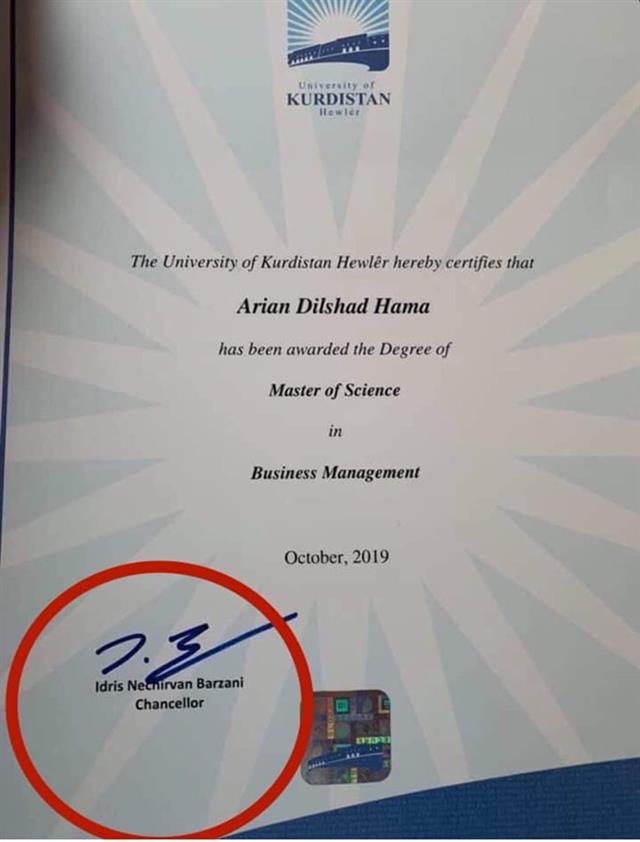 University of
KURDISTAN
Hewlêr
The University of Kurdistan Hewlêr hereby certifies that
Arian Dilshad Hama
has been awarded the Degree of
Master of Science
in
Business Management
October, 2019
Idris Nechirvan Barzani
Chancellor